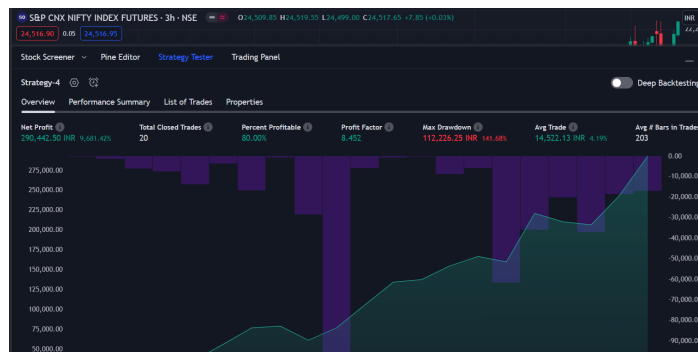 S&P CNX NIFTY INDEX FUTURES · 3h · NSE O24,509.85 H24,519.55 L24,499.00 C24,517.65 +7.85 (+0.03%) INR
24,516.90 0.05 24,516.95
Stock Screener Pine Editor Strategy Tester Trading Panel
Strategy-4 Deep Backtesting
Overview Performance Summary List of Trades Properties
Net Profit Total Closed Trades Percent Profitable Profit Factor Max Drawdown Avg Trade Avg # Bars in Trades
290,442.50 INR 9,681.42% 20 80.00% 8.452 112,226.25 INR 141.68% 14,522.13 INR 4.19% 203
0.00
275,000.00 -10,000.00
250,000.00 -20,000.00
225,000.00 -30,000.00
200,000.00 -40,000.00
175,000.00 -50,000.00
150,000.00 -60,000.00
125,000.00 -70,000.00
100,000.00 -80,000.00
75,000.00 -90,000.00
50,000.00